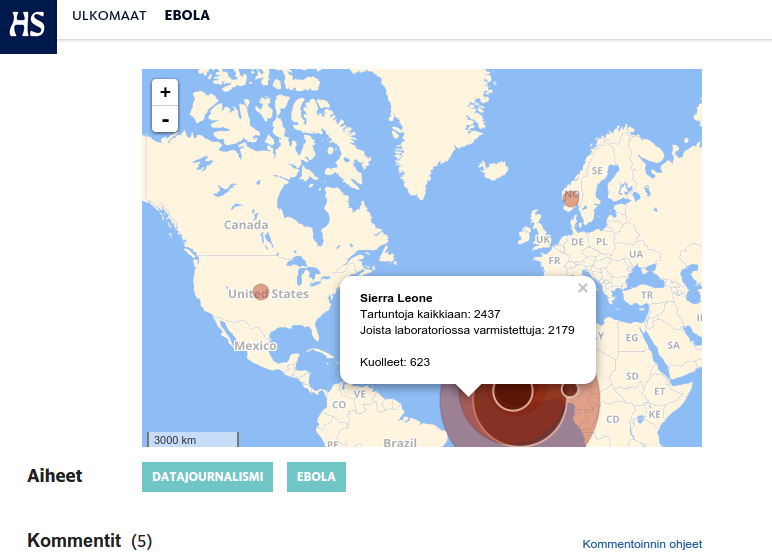 HS
ULKOMAAT EBOLA
+
-
SE
NO
Canada
UK
DE
PL
FR
UA
United States
TR
Sierra Leone
Tartuntoja kaikkiaan: 2437
Joista laboratoriossa varmistettuja: 2179
Kuolleet: 623
×
Mexico
EG
SA
SD
ET
VE
CO
CD
KE
PE
Brazil
3000 km
Aiheet
DATAJOURNALISMI
EBOLA
Kommentit (5)
Kommentoinnin ohjeet